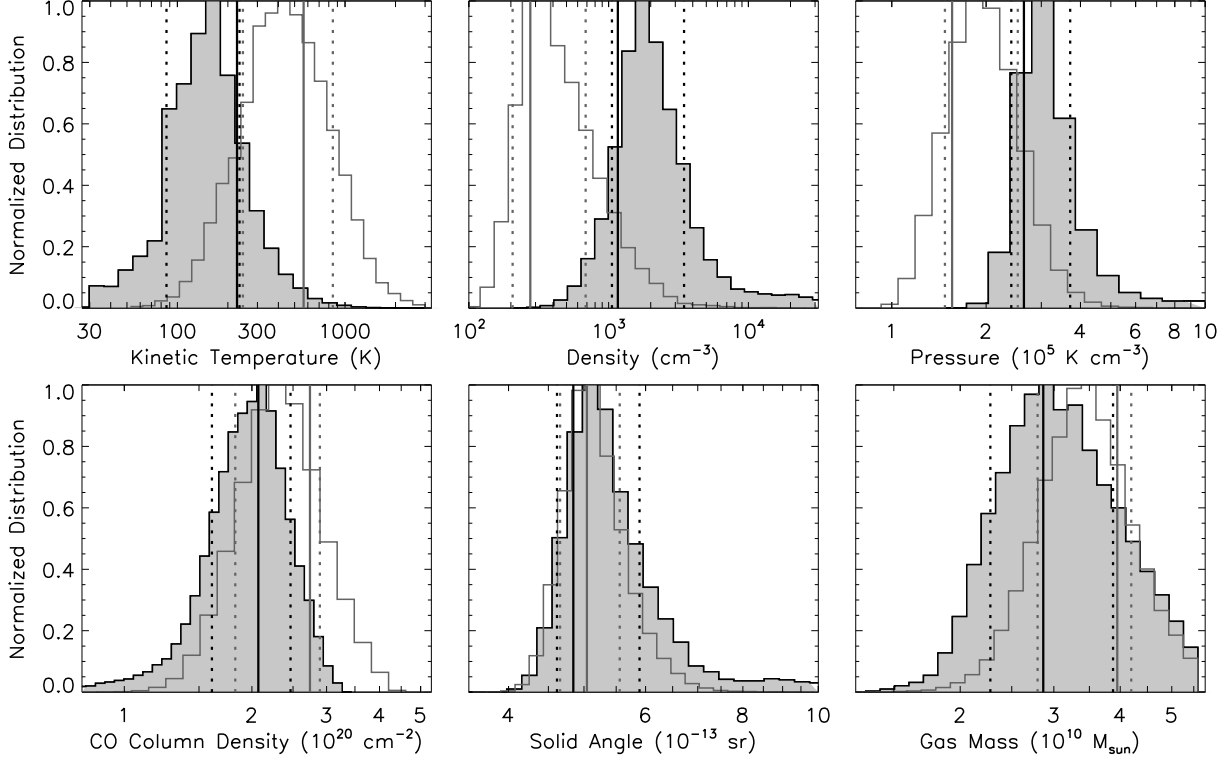 Normalized Distribution
1.0
0.8
0.6
0.4
0.2
0.0
30 100 300 1000
Kinetic Temperature (K)
10² 10³ 10⁴
Density (cm⁻³)
1 2 4 6 8 10
Pressure (10⁵ K cm⁻³)
Normalized Distribution
1.0
0.8
0.6
0.4
0.2
0.0
1 2 3 4 5
CO Column Density (10²⁰ cm⁻²)
4 6 8 10
Solid Angle (10⁻¹³ sr)
2 3 4 5
Gas Mass (10¹⁰ Msun)